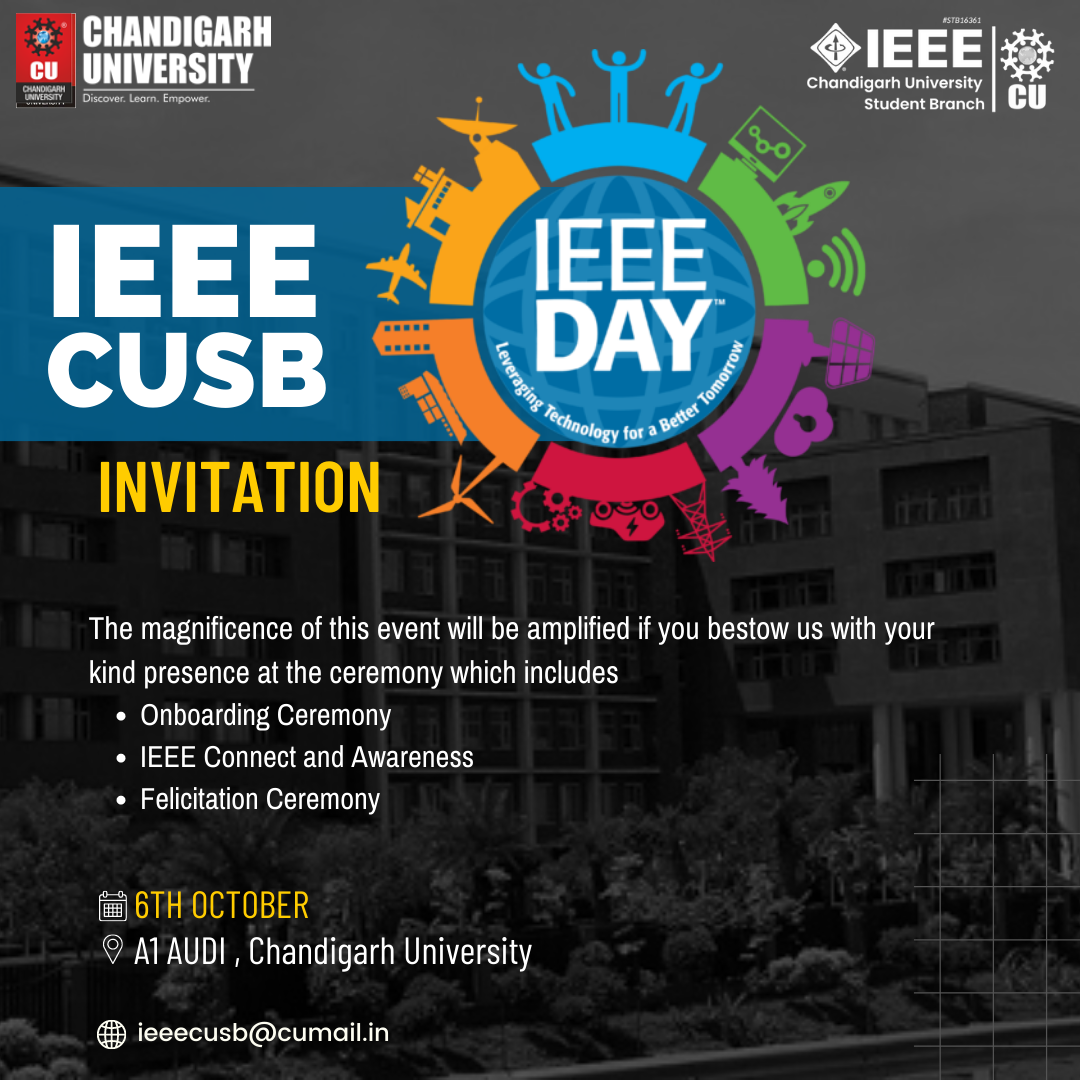 CU
CHANDIGARH
UNIVERSITY
CHANDIGARH
UNIVERSITY
Discover. Learn. Empower.
#STB16361
IEEE
Chandigarh University
Student Branch
CU
IEEE
CUSB
INVITATION
IEEE
DAY™
Leveraging Technology for a Better Tomorrow
The magnificence of this event will be amplified if you bestow us with your
kind presence at the ceremony which includes
• Onboarding Ceremony
• IEEE Connect and Awareness
• Felicitation Ceremony
6TH OCTOBER
A1 AUDI , Chandigarh University
ieeecusb@cumail.in